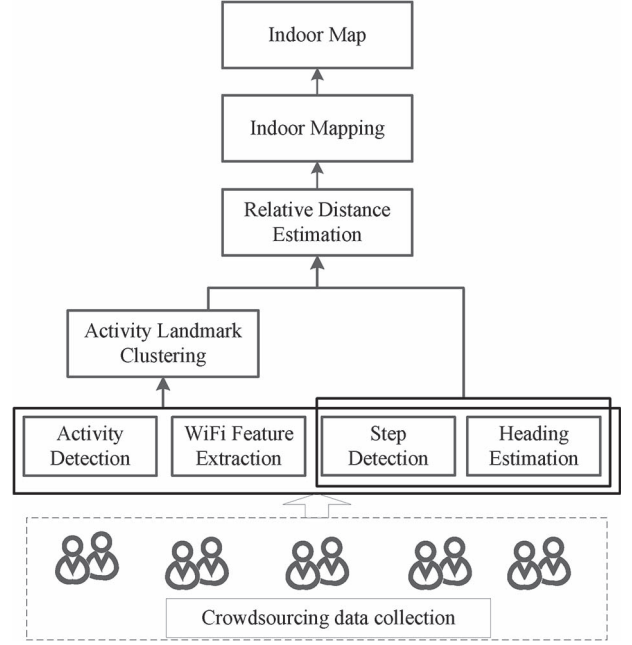 Indoor Map
Indoor Mapping
Relative Distance
Estimation
Activity Landmark
Clustering
Activity
Detection
WiFi Feature
Extraction
Step
Detection
Heading
Estimation
Crowdsourcing data collection